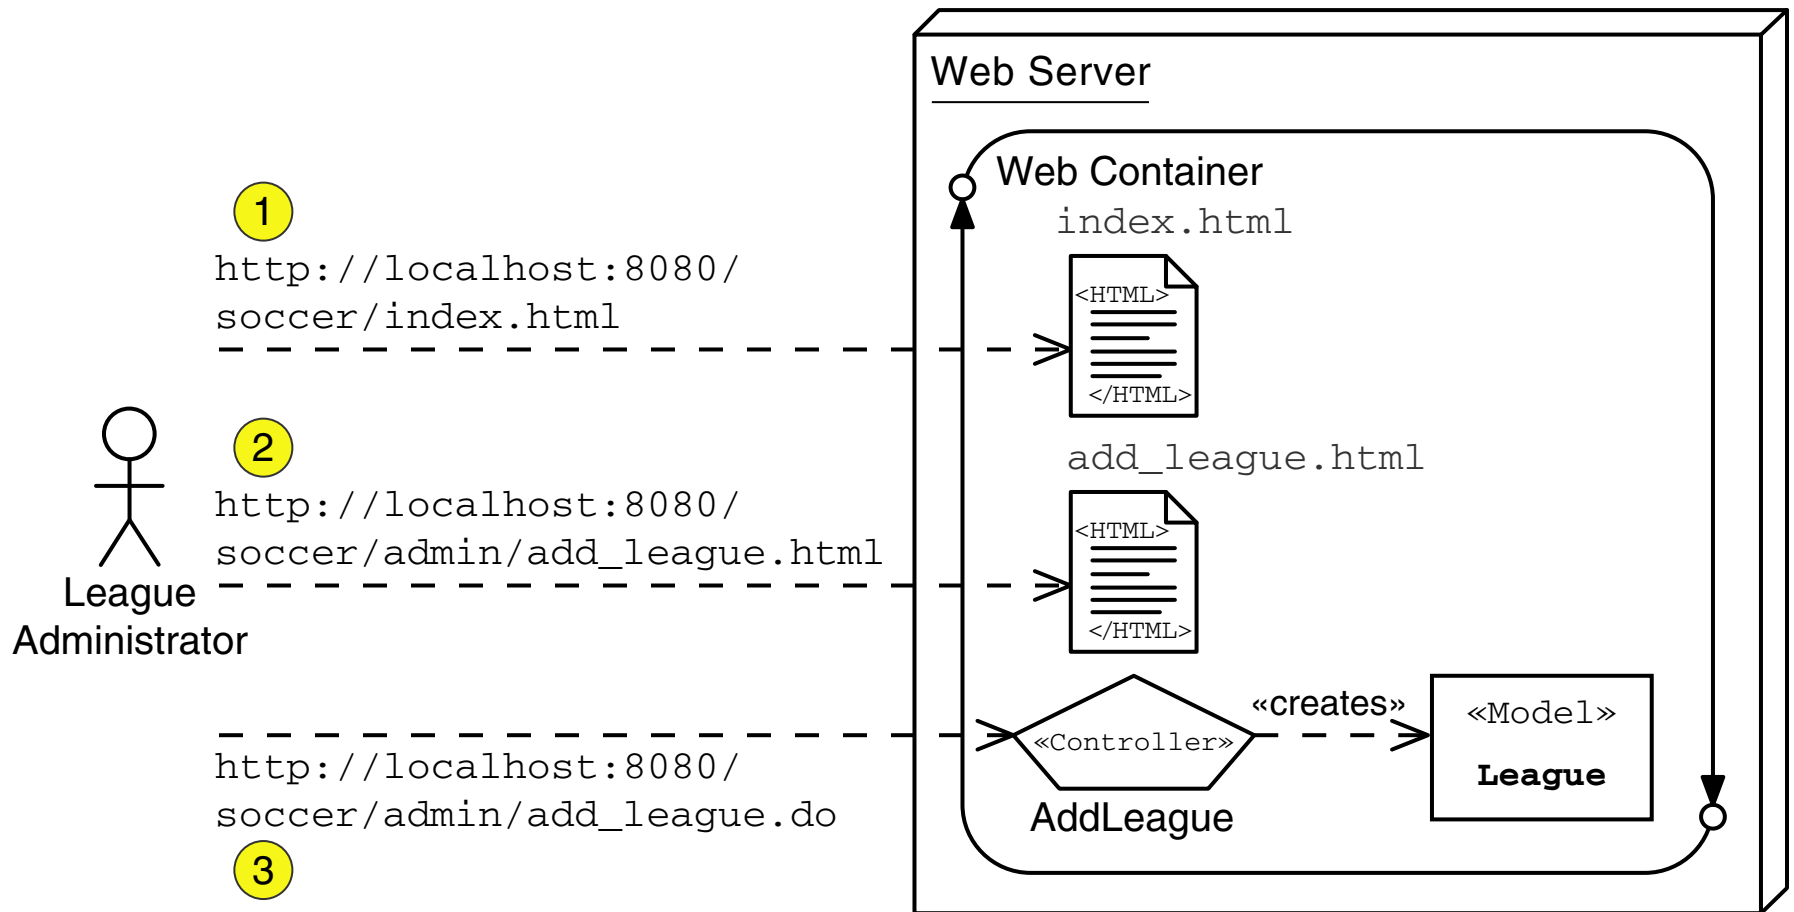 Web Server
Web Container
1
http://localhost:8080/
soccer/index.html
index.html
<HTML>
</HTML>
2
http://localhost:8080/
soccer/admin/add_league.html
add_league.html
<HTML>
</HTML>
League
Administrator
«Controller»
AddLeague
«creates»
«Model»
League
http://localhost:8080/
soccer/admin/add_league.do
3